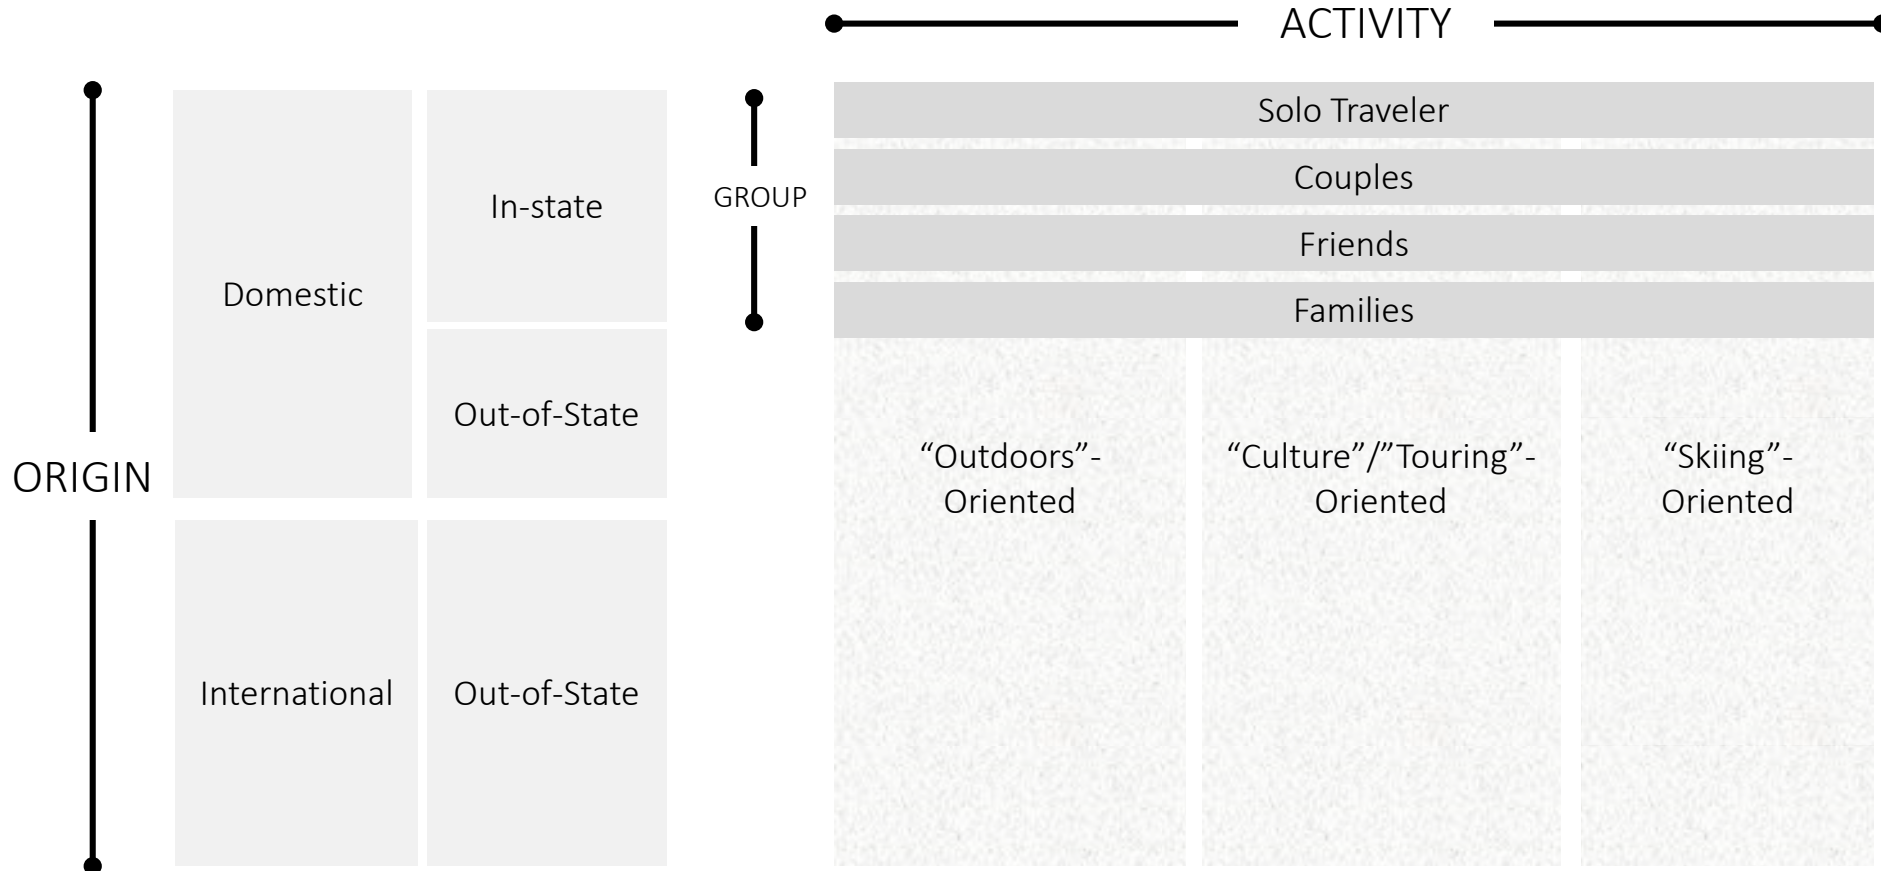 ACTIVITY
Solo Traveler
Couples
Friends
Families
GROUP
ORIGIN
Domestic
In-state
Out-of-State
International
Out-of-State
“Outdoors”-
Oriented
“Culture”/”Touring”-
Oriented
“Skiing”-
Oriented